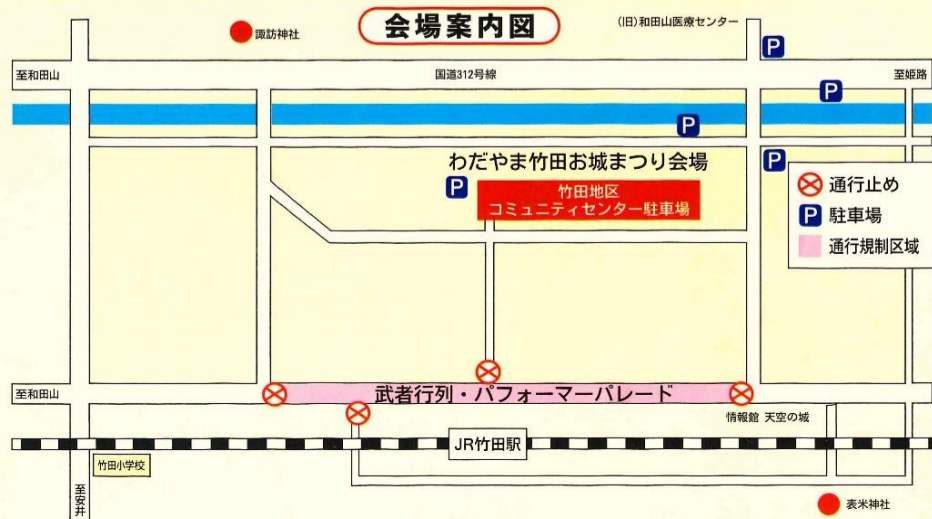 会場案内図
(旧)和田山医療センター
諏訪神社
P
至和田山
国道312号線
至姫路
P
P
わだやま竹田お城まつり会場
P
P
竹田地区
コミュニティセンター駐車場
通行止め
P 駐車場
通行規制区域
至和田山
武者行列・パフォーマーパレード
情報館 天空の城
JR竹田駅
竹田小学校
至安井
表米神社